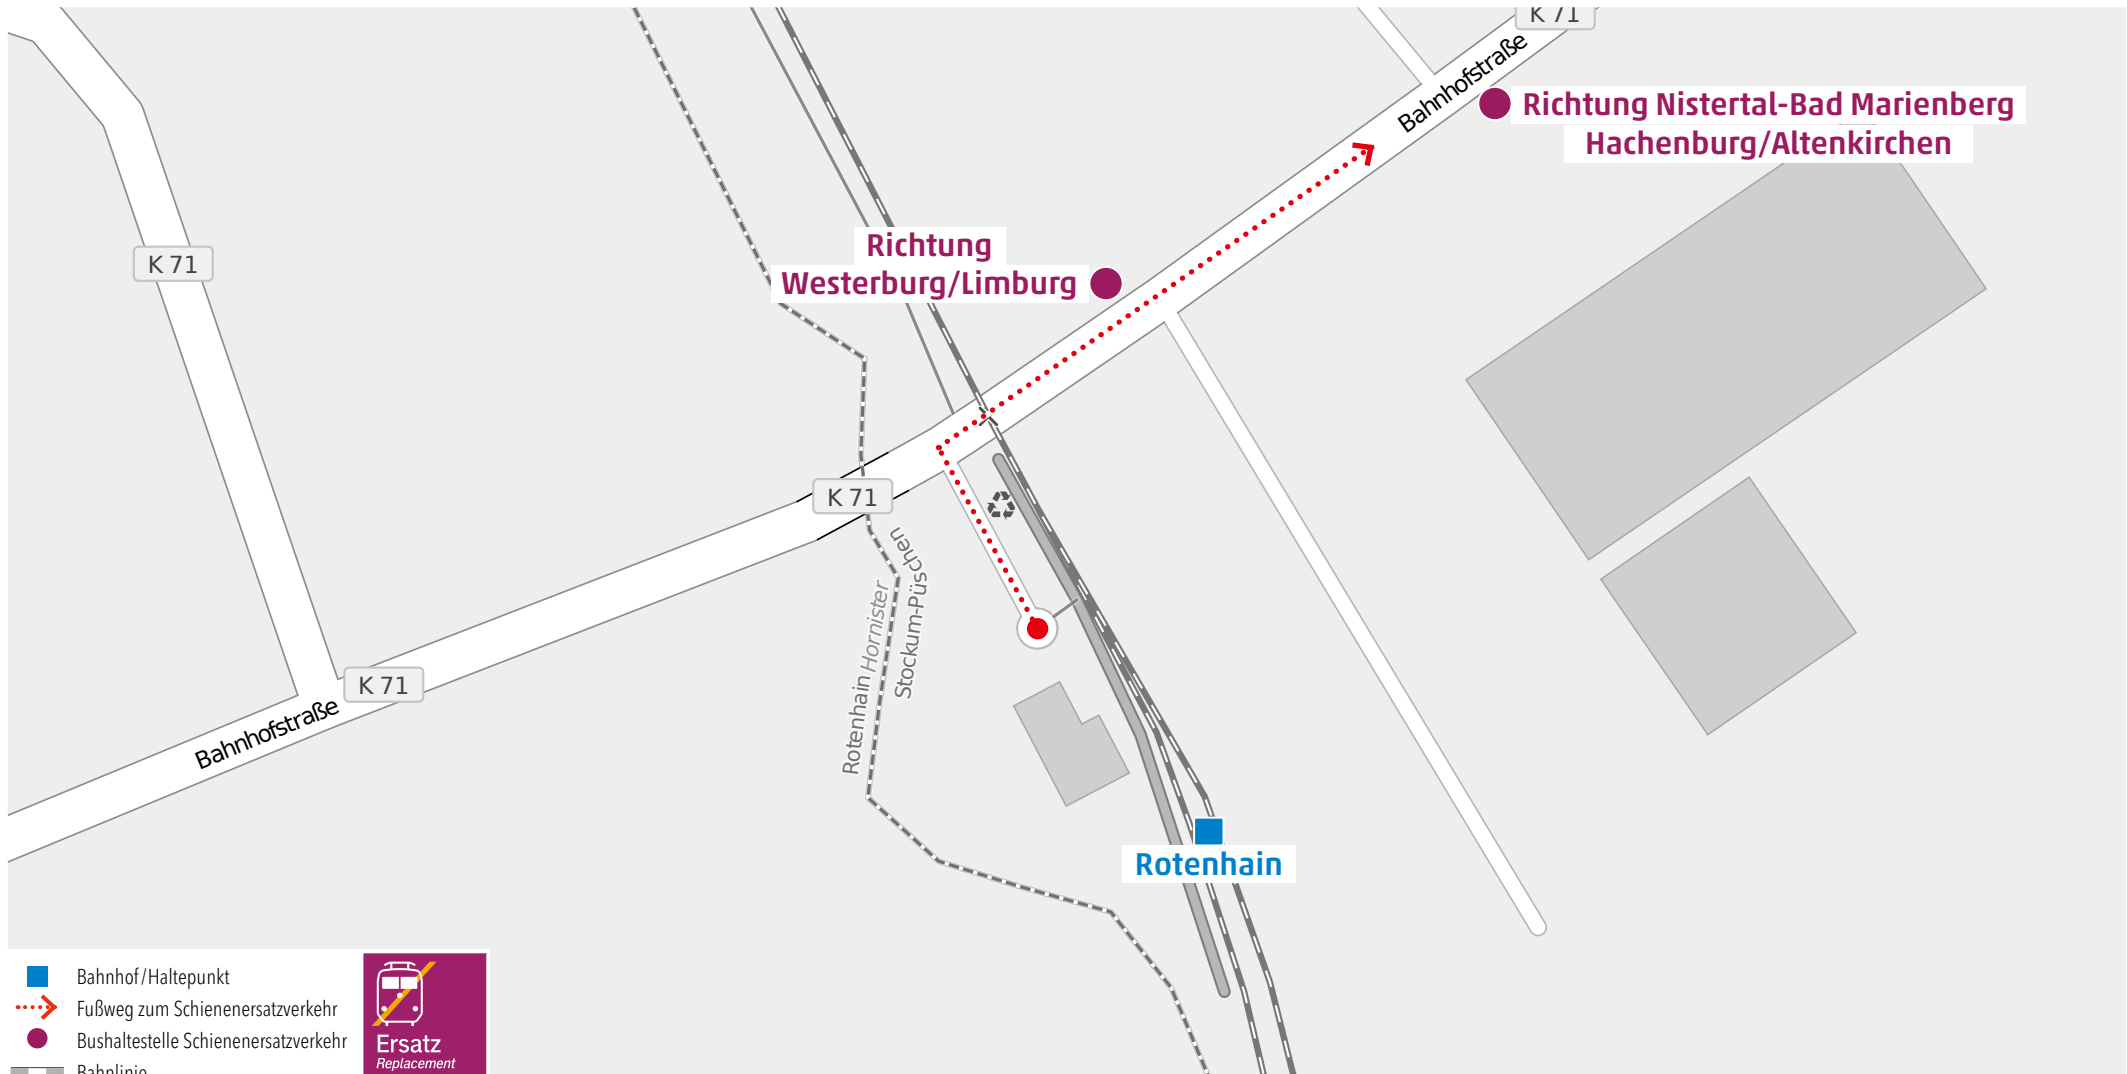 K 71
Bahnhofstraße
Richtung Nistertal-Bad Marienberg
Hachenburg/Altenkirchen
Richtung
Westerburg/Limburg
K 71
K 71
Rotenhain Hornister
Stockum-Püschen
K 71
Bahnhofstraße
Rotenhain
Bahnhof/Haltepunkt
Fußweg zum Schienenersatzverkehr
Bushaltestelle Schienenersatzverkehr
Bahnlinie
Ersatz
Replacement